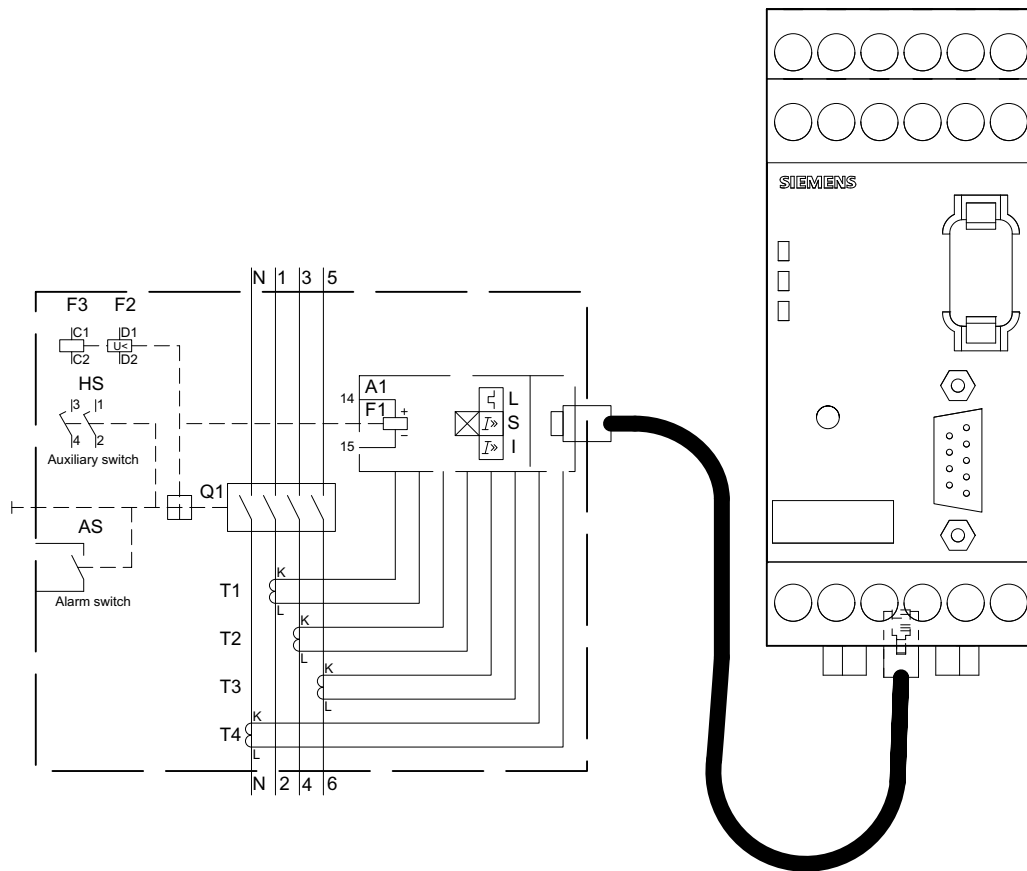 SIEMENS
N 1 3 5
F3 F2
C1 D1
U<
C2 D2
HS
3 1
4 2
Auxiliary switch
14 A1
F1 +
15 –
L
I» S
I» I
Q1
AS
Alarm switch
T1 K
L
T2 K
L
T3 K
L
T4 K
L
N 2 4 6